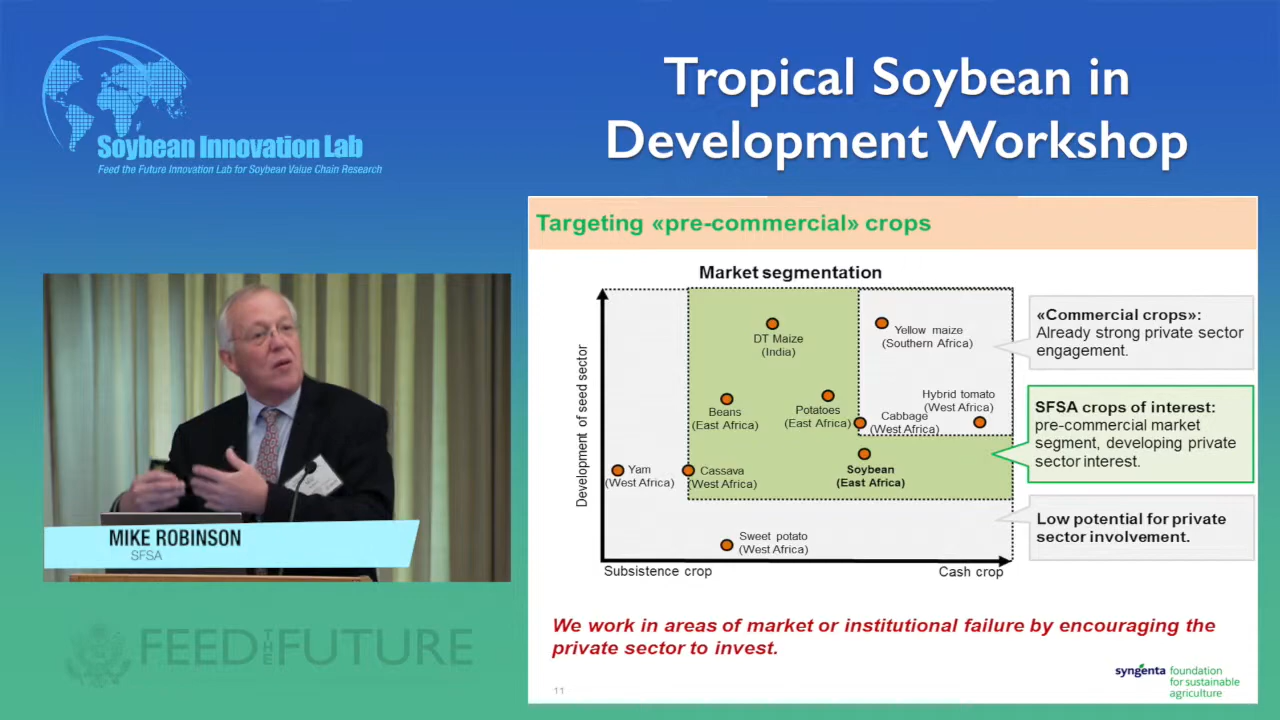 Soybean Innovation Lab
Feed the Future Innovation Lab for Soybean Value Chain Research
Tropical Soybean in
Development Workshop
Targeting «pre-commercial» crops
Market segmentation
Development of seed sector
DT Maize
(India)
Yellow maize
(Southern Africa)
Beans
(East Africa)
Potatoes
(East Africa)
Hybrid tomato
(West Africa)
Cabbage
(West Africa)
Yam
(West Africa)
Cassava
(West Africa)
Soybean
(East Africa)
Sweet potato
(West Africa)
Subsistence crop
Cash crop
«Commercial crops»:
Already strong private sector
engagement.
SFSA crops of interest:
pre-commercial market
segment, developing private
sector interest.
Low potential for private
sector involvement.
We work in areas of market or institutional failure by encouraging the
private sector to invest.
11
syngenta foundation
for sustainable
agriculture
MIKE ROBINSON
SFSA
FEED THE FUTURE